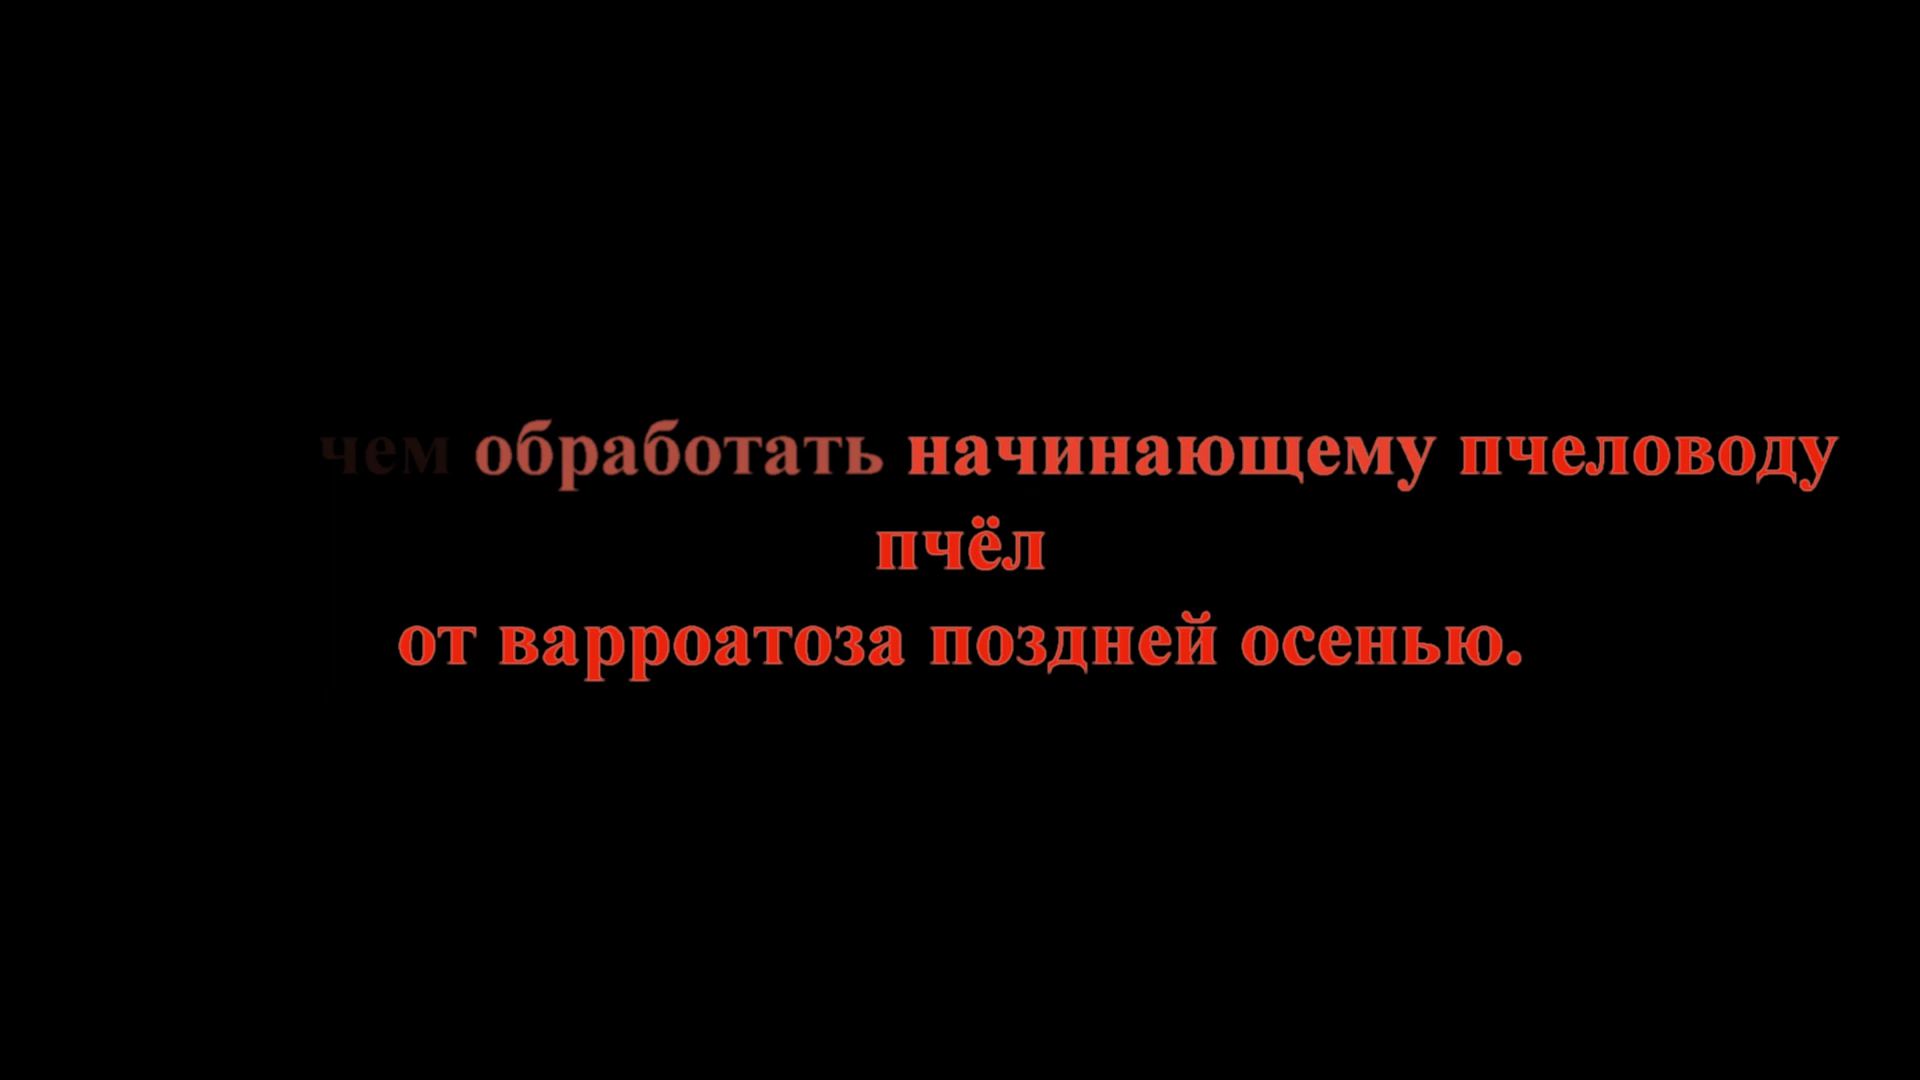 чем обработать начинающему пчеловоду
пчёл
от варроатоза поздней осенью.